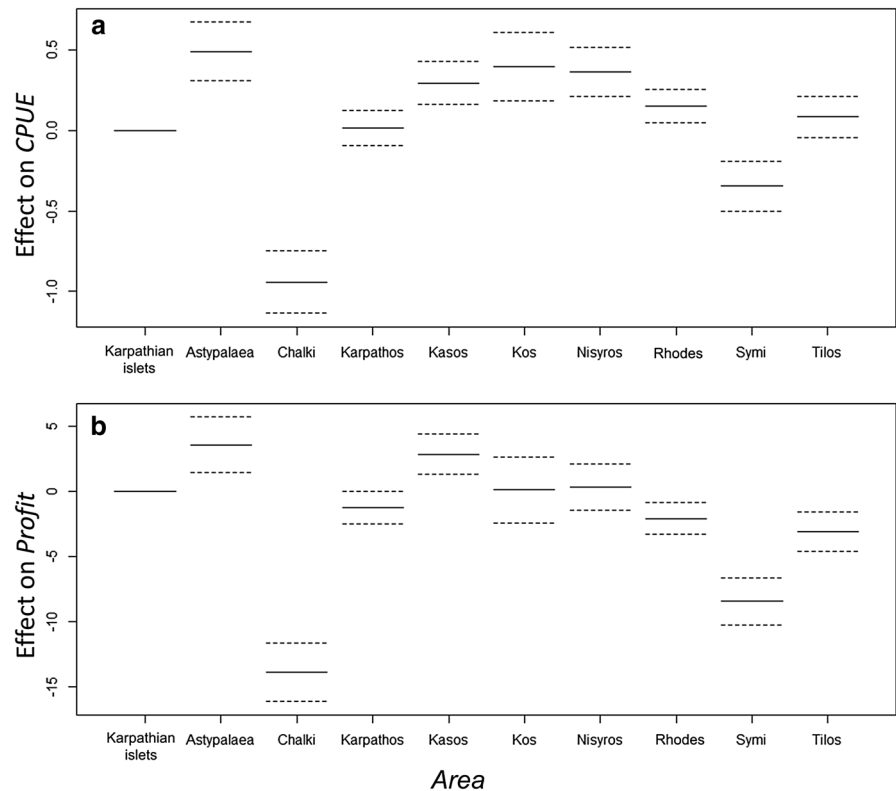 a
Effect on CPUE
0.5
0.0
-0.5
-1.0
Karpathian
islets
Astypalaea
Chalki
Karpathos
Kasos
Kos
Nisyros
Rhodes
Symi
Tilos
b
Effect on Profit
5
0
-5
-10
-15
Karpathian
islets
Astypalaea
Chalki
Karpathos
Kasos
Kos
Nisyros
Rhodes
Symi
Tilos
Area